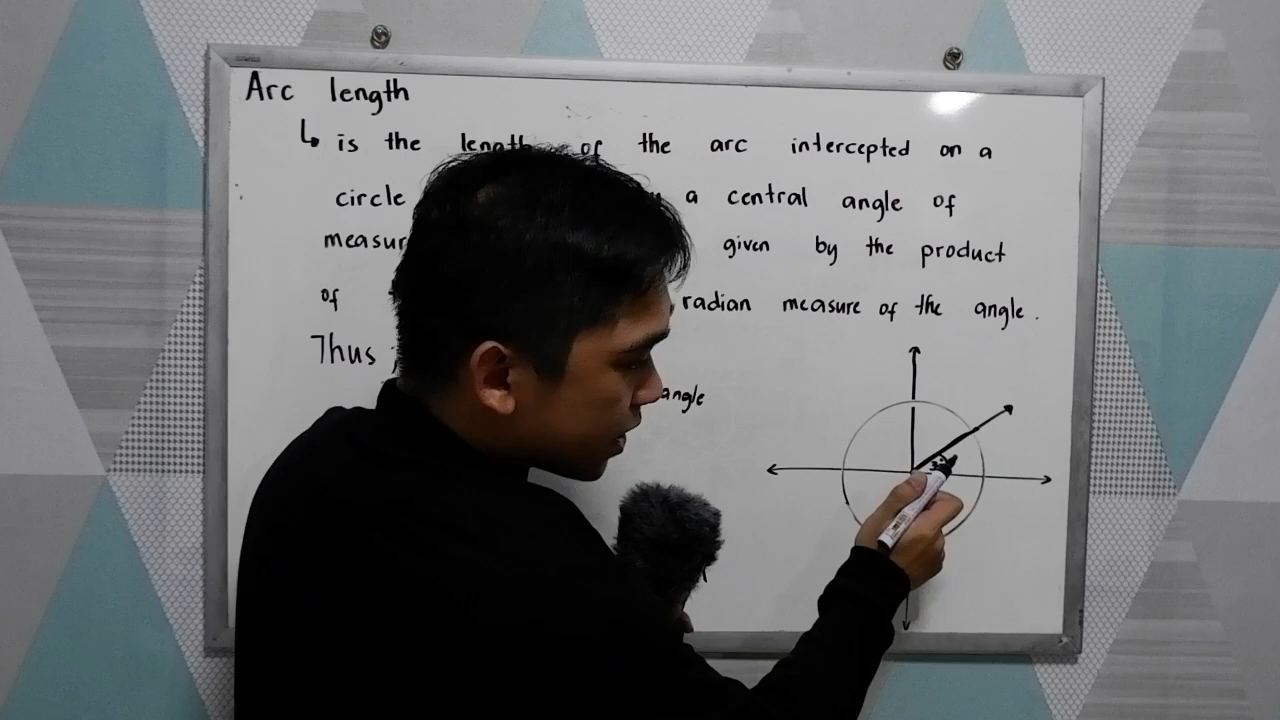 Arc length
↳ is the length of the arc intercepted on a
circle a central angle of
given by the product
of radian measure of the angle.
Thus
angle